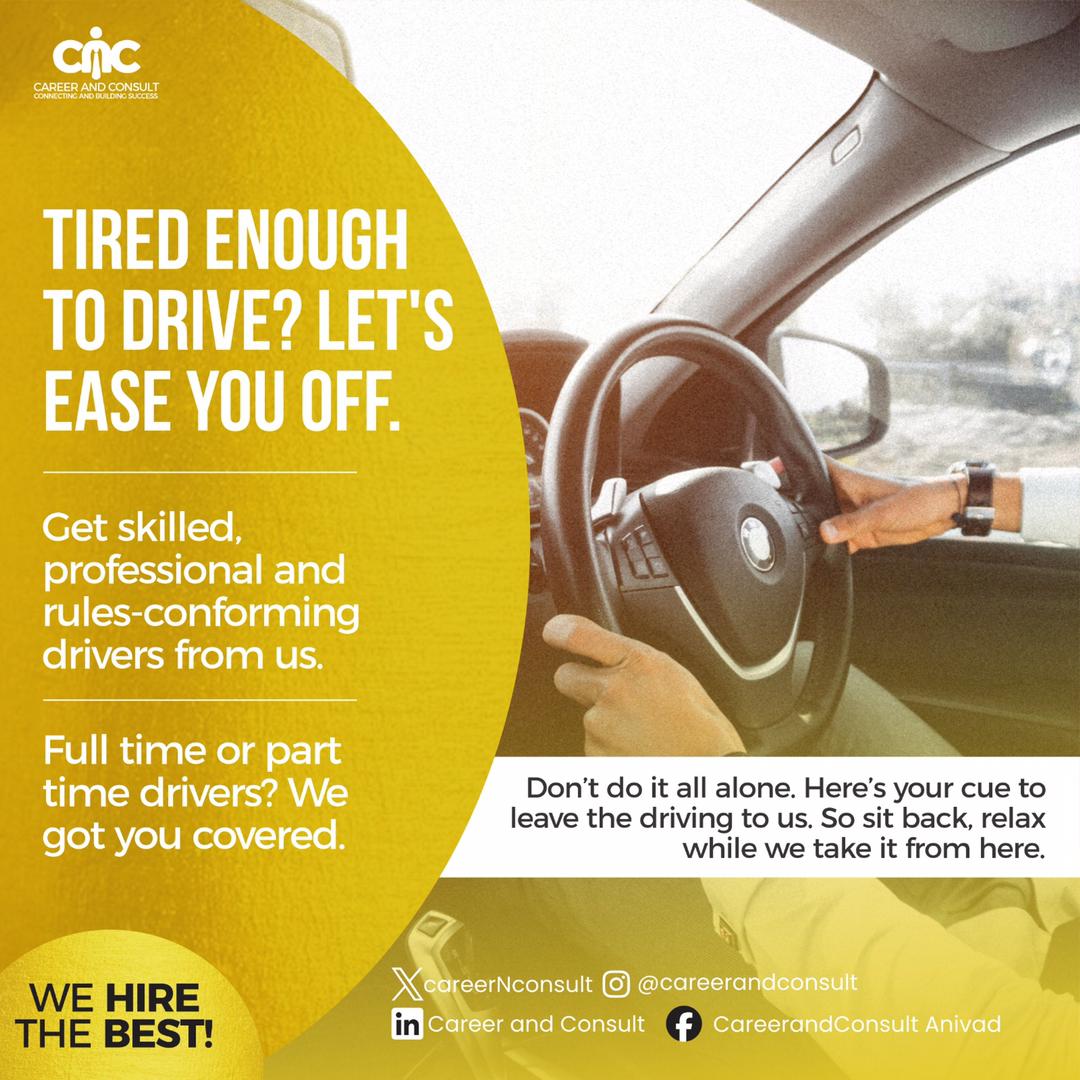 CNC
CAREER AND CONSULT
CONNECTING AND BUILDING SUCCESS
TIRED ENOUGH
TO DRIVE? LET'S
EASE YOU OFF.
Get skilled,
professional and
rules-conforming
drivers from us.
Full time or part
time drivers? We
got you covered.
Don’t do it all alone. Here’s your cue to
leave the driving to us. So sit back, relax
while we take it from here.
WE HIRE
THE BEST!
careerNconsult @careerandconsult
Career and Consult CareerandConsult Anivad